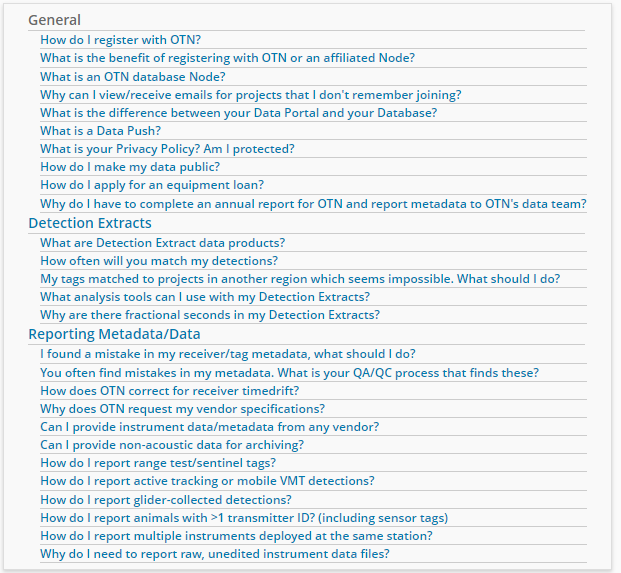 General
How do I register with OTN?
What is the benefit of registering with OTN or an affiliated Node?
What is an OTN database Node?
Why can I view/receive emails for projects that I don't remember joining?
What is the difference between your Data Portal and your Database?
What is a Data Push?
What is your Privacy Policy? Am I protected?
How do I make my data public?
How do I apply for an equipment loan?
Why do I have to complete an annual report for OTN and report metadata to OTN's data team?
Detection Extracts
What are Detection Extract data products?
How often will you match my detections?
My tags matched to projects in another region which seems impossible. What should I do?
What analysis tools can I use with my Detection Extracts?
Why are there fractional seconds in my Detection Extracts?
Reporting Metadata/Data
I found a mistake in my receiver/tag metadata, what should I do?
You often find mistakes in my metadata. What is your QA/QC process that finds these?
How does OTN correct for receiver timedrift?
Why does OTN request my vendor specifications?
Can I provide instrument data/metadata from any vendor?
Can I provide non-acoustic data for archiving?
How do I report range test/sentinel tags?
How do I report active tracking or mobile VMT detections?
How do I report glider-collected detections?
How do I report animals with >1 transmitter ID? (including sensor tags)
How do I report multiple instruments deployed at the same station?
Why do I need to report raw, unedited instrument data files?